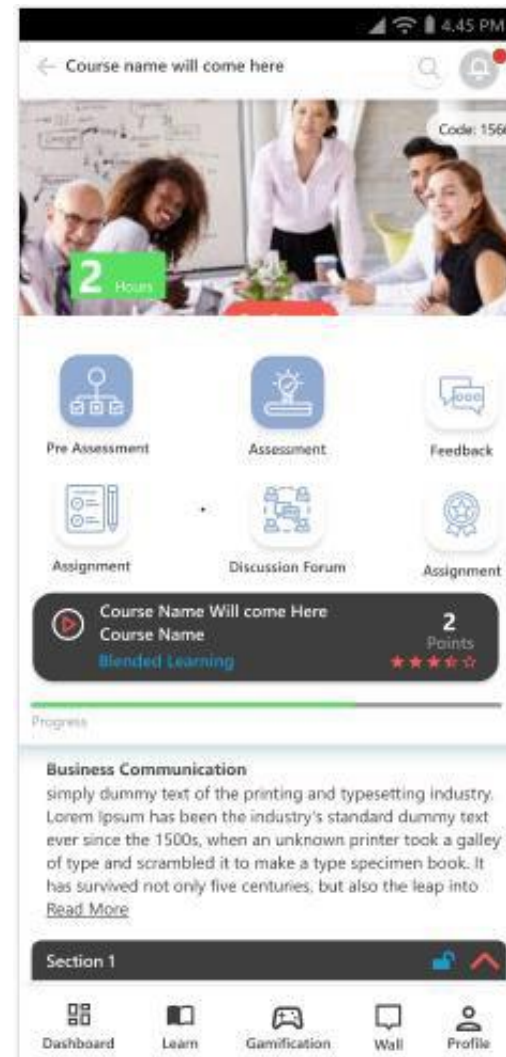 4.45 PM
Course name will come here
Code: 156
2 Hours
Pre Assessment
Assessment
Feedback
Assignment
Discussion Forum
Assignment
Course Name Will come Here
2
Course Name
Points
Blended Learning
Progress
Business Communication
simply dummy text of the printing and typesetting industry.
Lorem Ipsum has been the industry's standard dummy text
ever since the 1500s, when an unknown printer took a galley
of type and scrambled it to make a type specimen book. It
has survived not only five centuries, but also the leap into
Read More
Section 1
Dashboard
Learn
Gamification
Wall
Profile